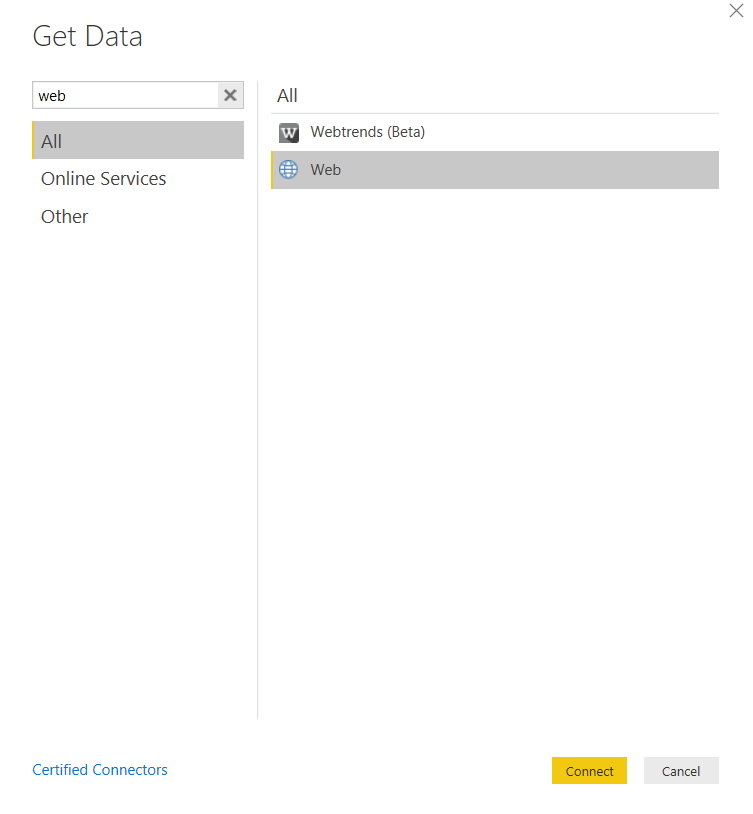 Get Data
web
All
Online Services
Other
All
W Webtrends (Beta)
Web
Certified Connectors
Connect
Cancel